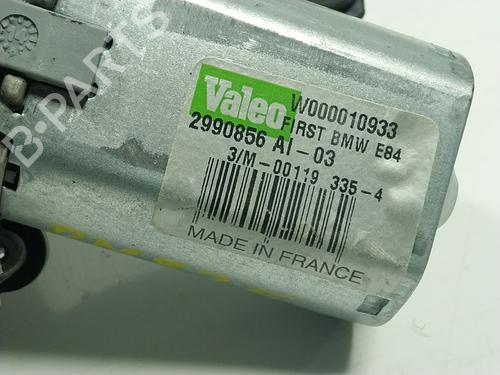 Valeo
W000010933
FIRST BMW E84
2990856 AI-03
3/M-00119 335-4
MADE IN FRANCE
B-PARTS